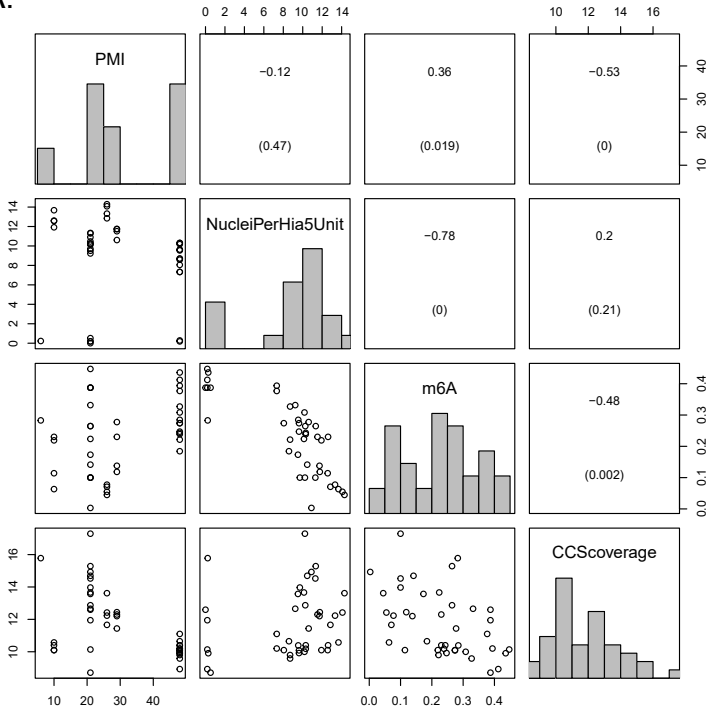 A.
0 2 4 6 8 10 12 14
10 12 14 16
PMI
−0.12
(0.47)
0.36
(0.019)
−0.53
(0)
10 20 30 40
0 2 4 6 8 10 12 14
NucleiPerHia5Unit
−0.78
(0)
0.2
(0.21)
m6A
−0.48
(0.002)
0.0 0.1 0.2 0.3 0.4
10 12 14 16
CCScoverage
10 20 30 40
0.0 0.1 0.2 0.3 0.4